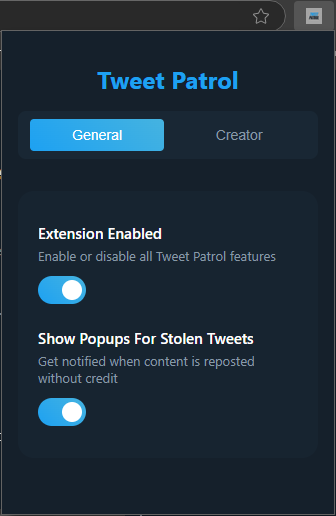 Tweet Patrol
General
Creator
Extension Enabled
Enable or disable all Tweet Patrol features
Show Popups For Stolen Tweets
Get notified when content is reposted
without credit